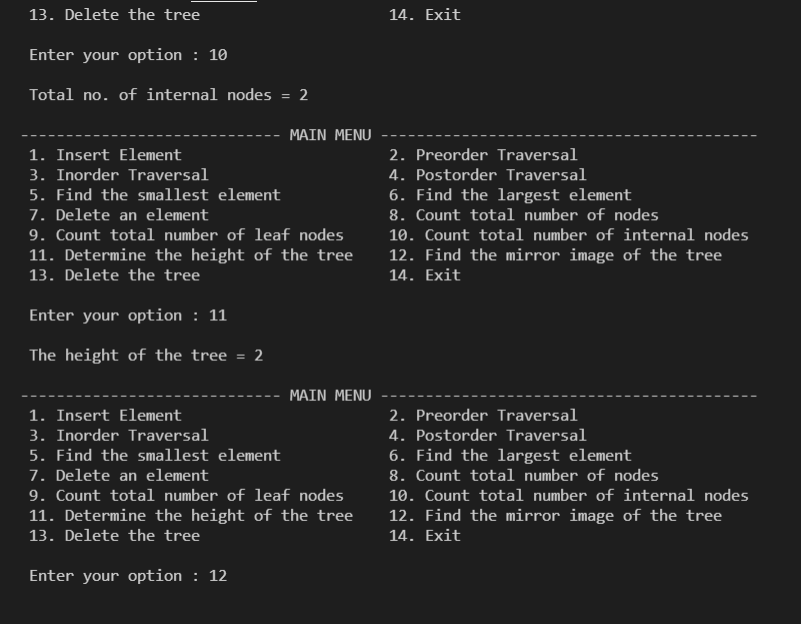 13. Delete the tree 14. Exit
Enter your option : 10
Total no. of internal nodes = 2
----------------------------- MAIN MENU ------------------------------------------
1. Insert Element 2. Preorder Traversal
3. Inorder Traversal 4. Postorder Traversal
5. Find the smallest element 6. Find the largest element
7. Delete an element 8. Count total number of nodes
9. Count total number of leaf nodes 10. Count total number of internal nodes
11. Determine the height of the tree 12. Find the mirror image of the tree
13. Delete the tree 14. Exit
Enter your option : 11
The height of the tree = 2
----------------------------- MAIN MENU ------------------------------------------
1. Insert Element 2. Preorder Traversal
3. Inorder Traversal 4. Postorder Traversal
5. Find the smallest element 6. Find the largest element
7. Delete an element 8. Count total number of nodes
9. Count total number of leaf nodes 10. Count total number of internal nodes
11. Determine the height of the tree 12. Find the mirror image of the tree
13. Delete the tree 14. Exit
Enter your option : 12